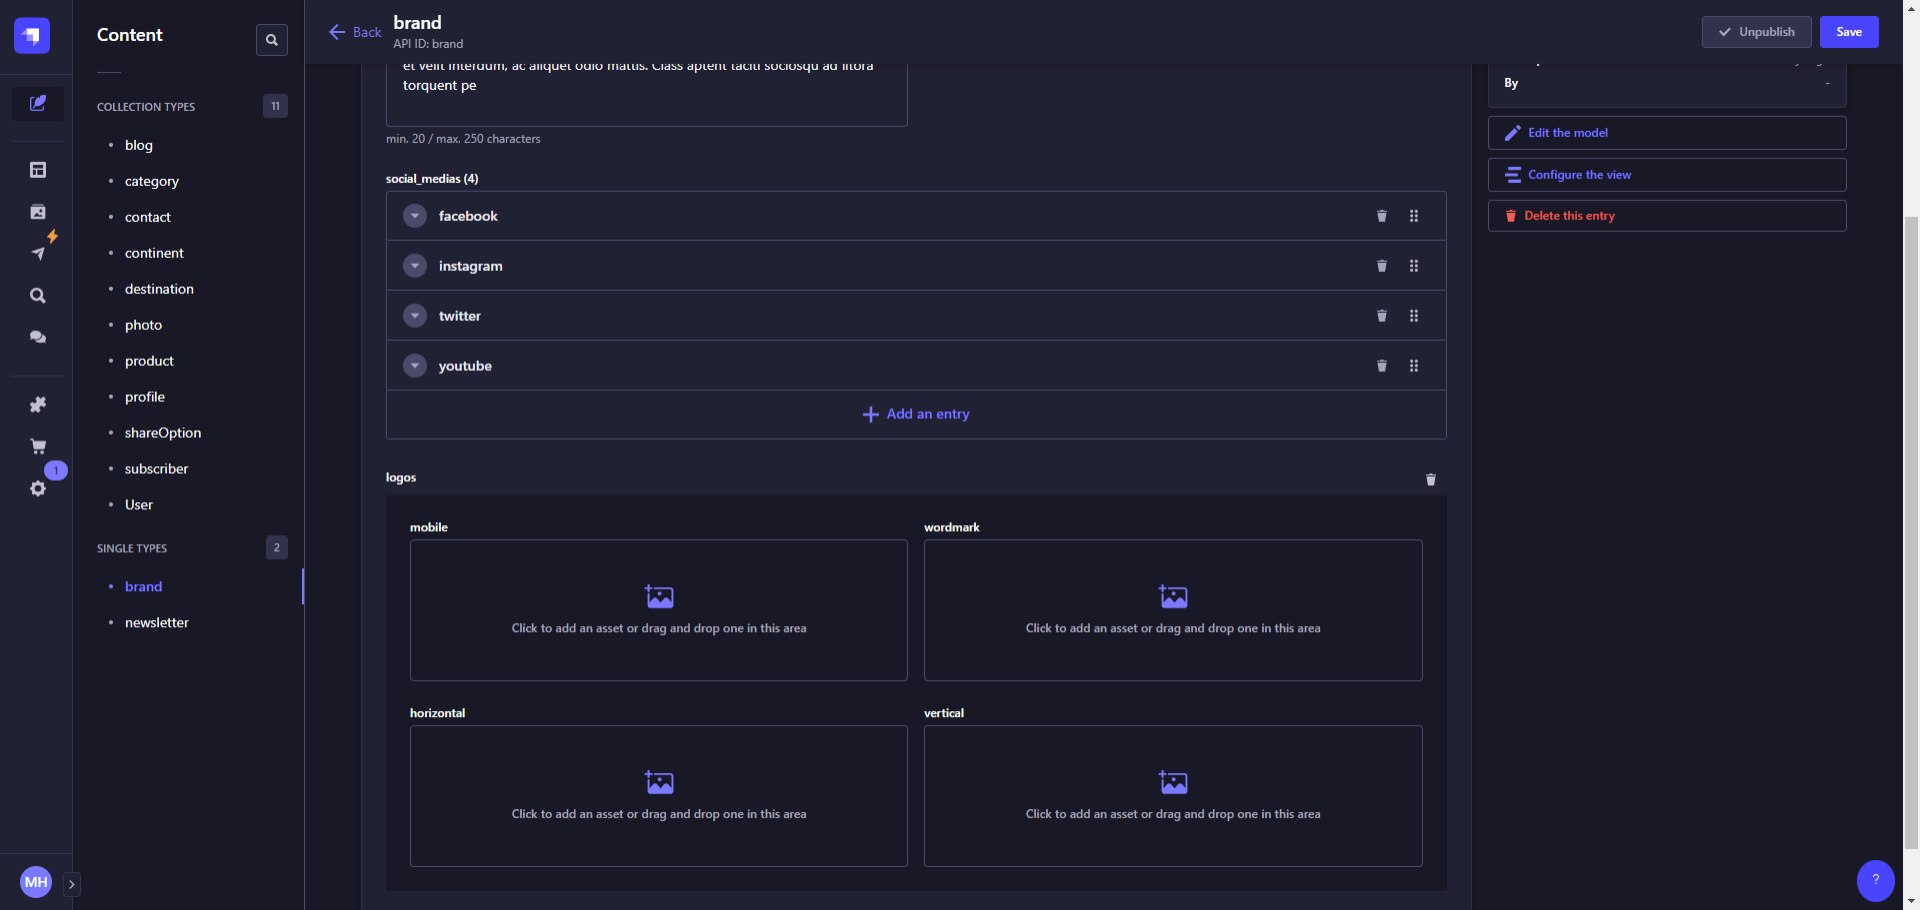 Content
COLLECTION TYPES
11
blog
category
contact
continent
destination
photo
product
profile
shareOption
subscriber
User
SINGLE TYPES
2
brand
newsletter
1
MH
Back
brand
API ID: brand
Unpublish
Save
et velit interdum, ac aliquet odio mattis. Class aptent taciti sociosqu ad litora
torquent pe
min. 20 / max. 250 characters
social_medias (4)
facebook
instagram
twitter
youtube
Add an entry
logos
mobile
Click to add an asset or drag and drop one in this area
wordmark
Click to add an asset or drag and drop one in this area
horizontal
Click to add an asset or drag and drop one in this area
vertical
Click to add an asset or drag and drop one in this area
By
-
Edit the model
Configure the view
Delete this entry
?